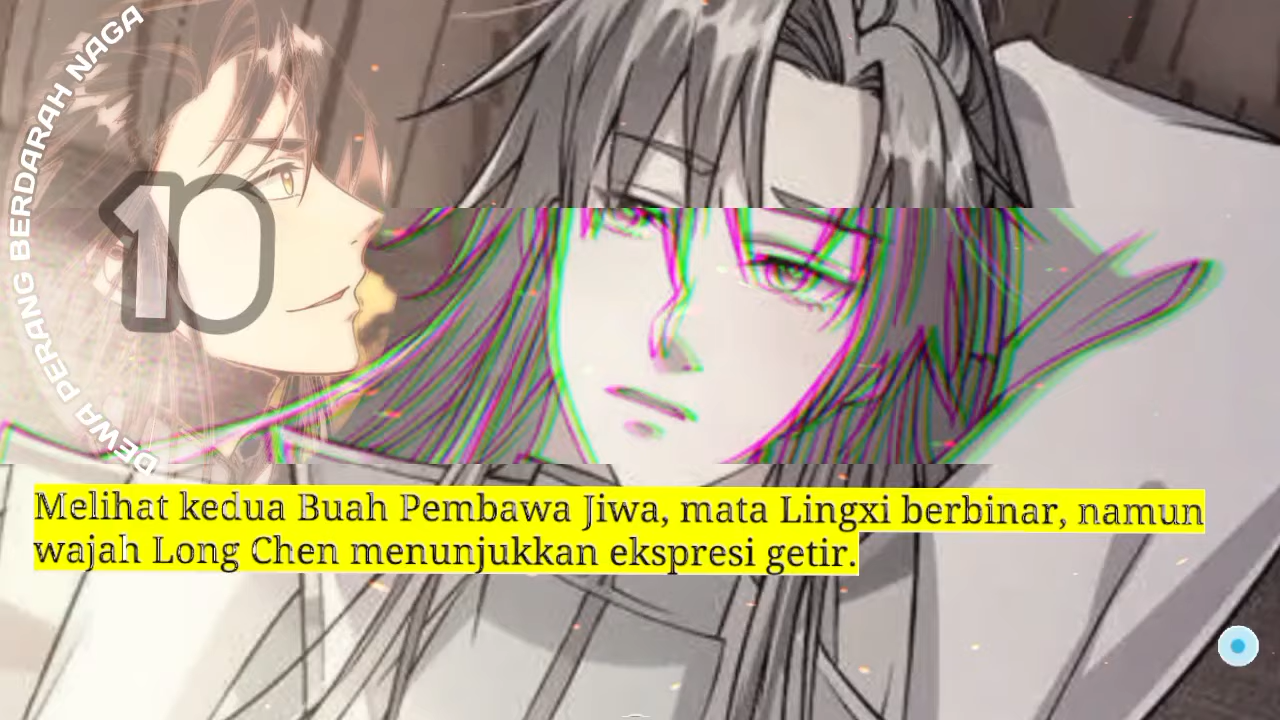 DEWA PERANG BERDARAH NAGA
10
Melihat kedua Buah Pembawa Jiwa, mata Lingxi berbinar, namun
wajah Long Chen menunjukkan ekspresi getir.